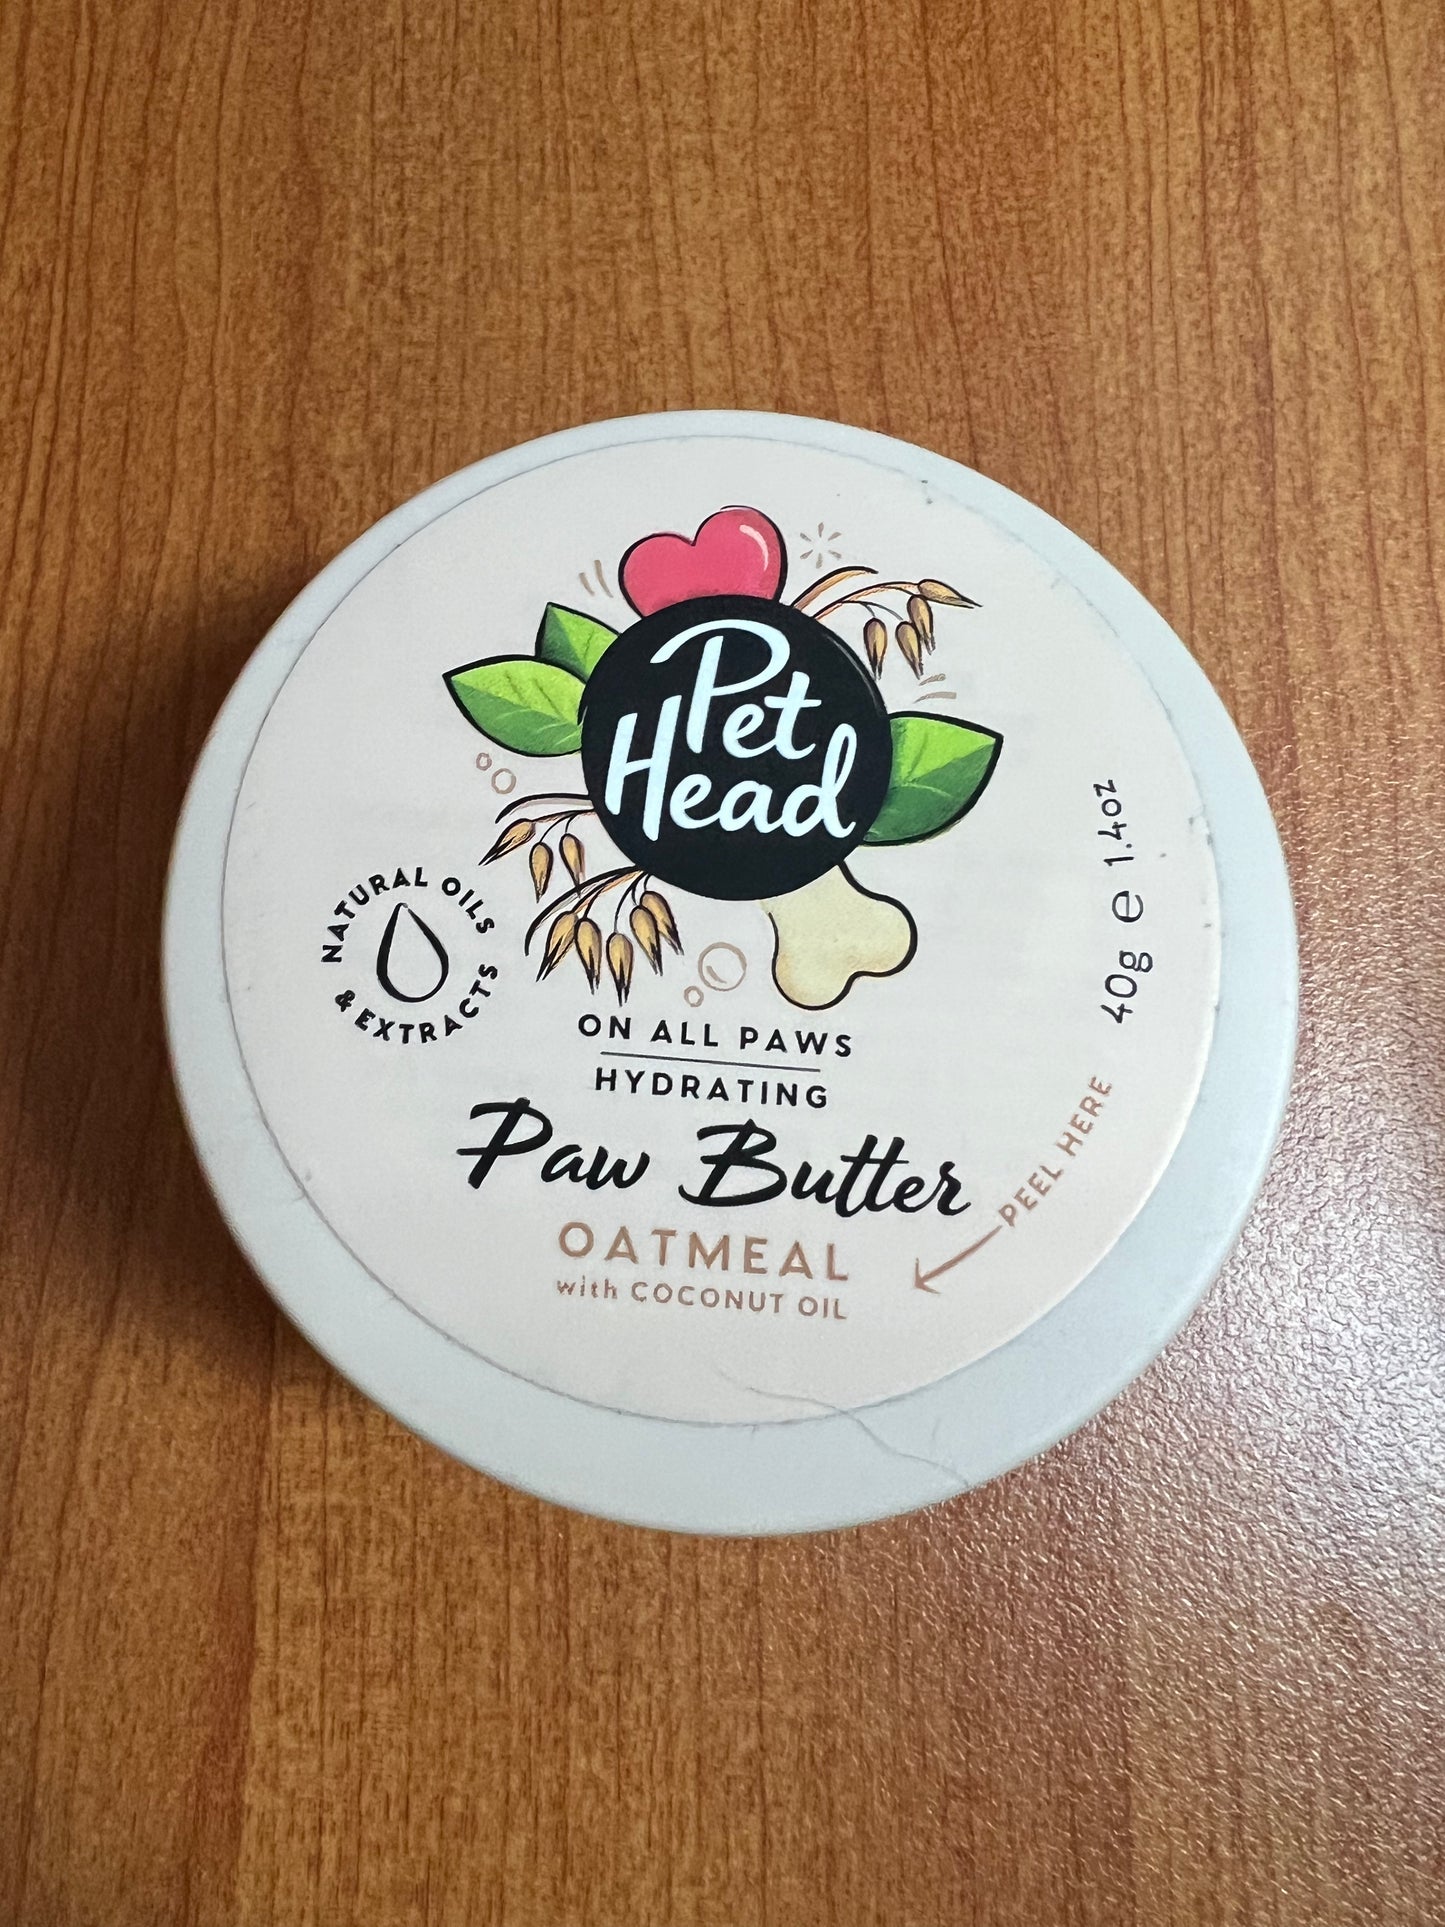 Pet
Head
NATURAL OILS
& EXTRACTS
ON ALL PAWS
HYDRATING
Paw Butter
OATMEAL
with COCONUT OIL
PEEL HERE
40g e 1.4oz